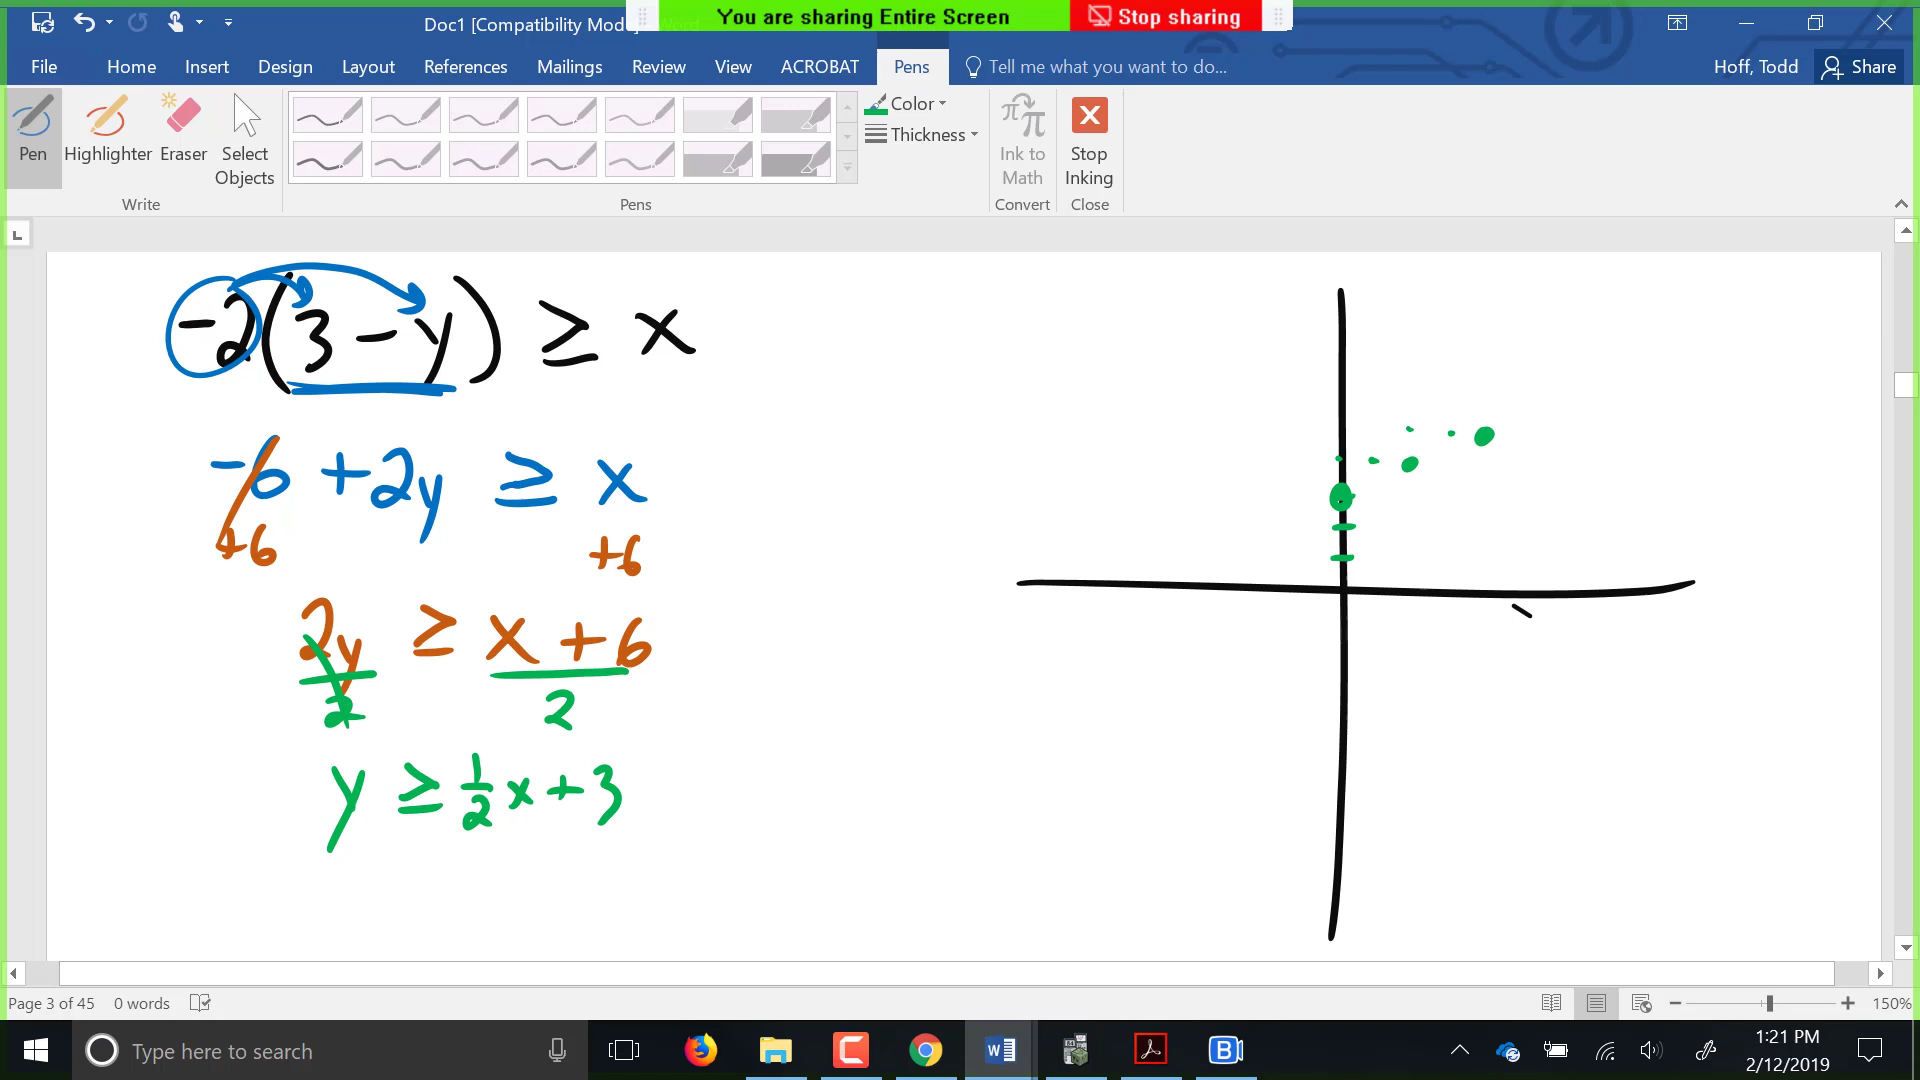 Doc1 [Compatibility Mod
You are sharing Entire Screen
Stop sharing
File Home Insert Design Layout References Mailings Review View ACROBAT Pens Tell me what you want to do... Hoff, Todd Share
Pen Highlighter Eraser Select Objects
Color
Thickness
Ink to Math
Stop Inking
Write Pens Convert Close
-2(3 - y) ≥ x
-6 + 2y ≥ x
+6 +6
2y ≥ x + 6
2 2
y ≥ 1/2 x + 3
Page 3 of 45 0 words 150%
Type here to search
1:21 PM
2/12/2019